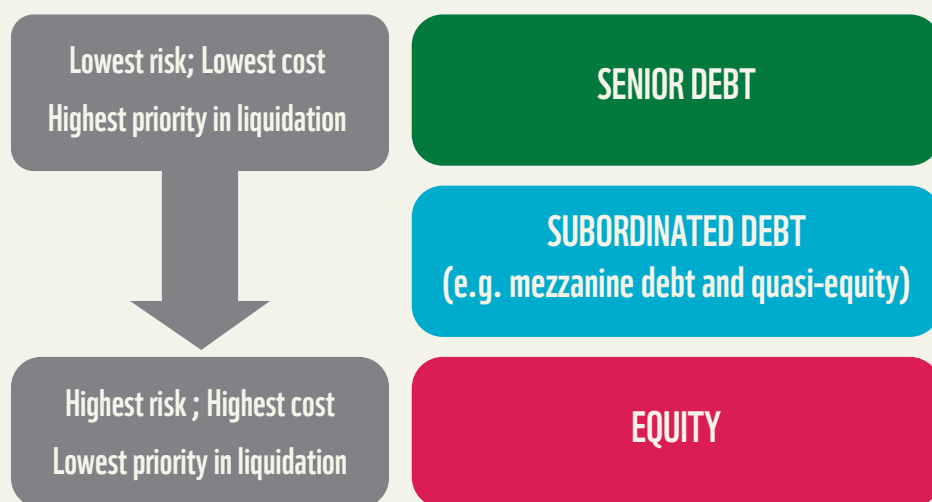 Lowest risk; Lowest cost
Highest priority in liquidation
SENIOR DEBT
SUBORDINATED DEBT
(e.g. mezzanine debt and quasi-equity)
Highest risk ; Highest cost
Lowest priority in liquidation
EQUITY